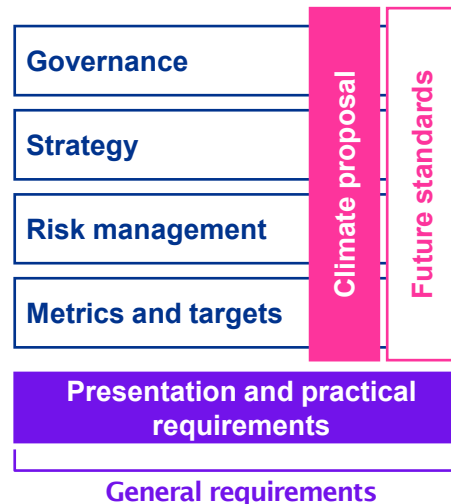 Governance
Strategy
Risk management
Metrics and targets
Climate proposal
Future standards
Presentation and practical
requirements
General requirements